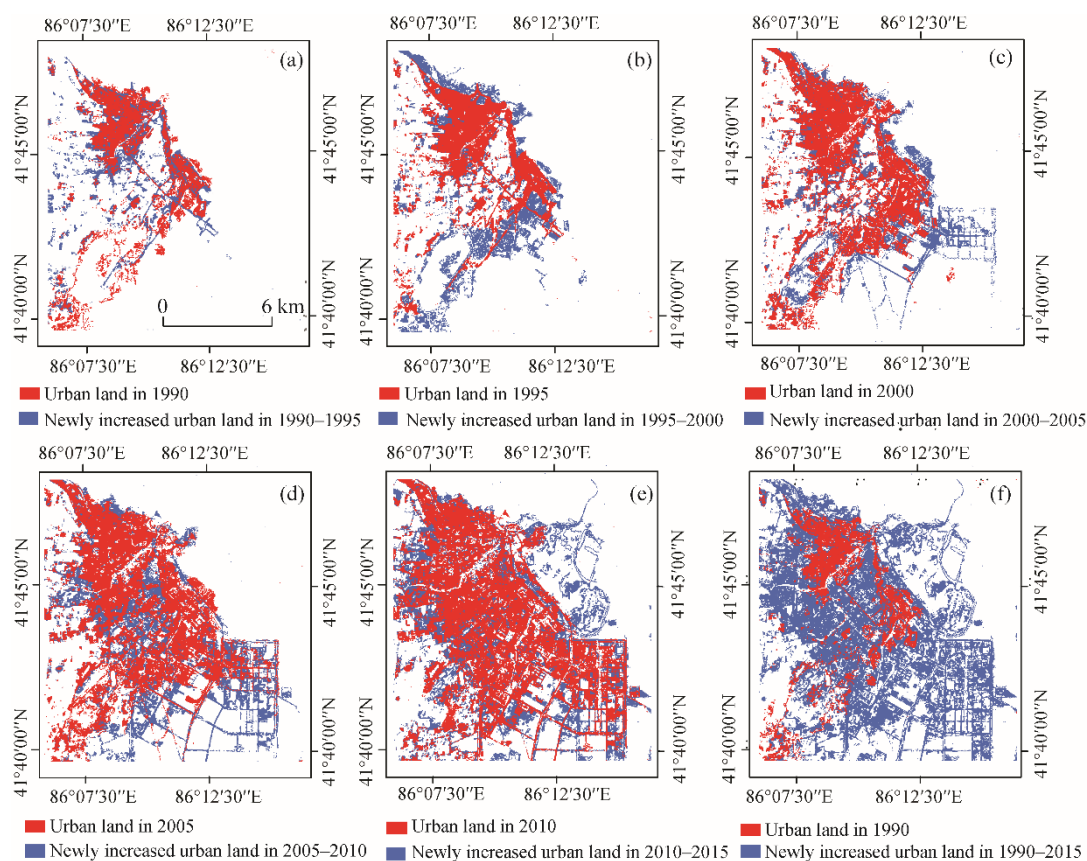 86°07′30″E 86°12′30″E 86°07′30″E 86°12′30″E 86°07′30″E 86°12′30″E
(a) (b) (c)
41°45′00″N 41°45′00″N 41°45′00″N 41°45′00″N 41°45′00″N 41°45′00″N
41°40′00″N 41°40′00″N 41°40′00″N 41°40′00″N 41°40′00″N 41°40′00″N
0 6 km
86°07′30″E 86°12′30″E 86°07′30″E 86°12′30″E 86°07′30″E 86°12′30″E
Urban land in 1990
Newly increased urban land in 1990–1995
Urban land in 1995
Newly increased urban land in 1995–2000
Urban land in 2000
Newly increased urban land in 2000–2005
86°07′30″E 86°12′30″E 86°07′30″E 86°12′30″E 86°07′30″E 86°12′30″E
(d) (e) (f)
41°45′00″N 41°45′00″N 41°45′00″N 41°45′00″N 41°45′00″N 41°45′00″N
41°40′00″N 41°40′00″N 41°40′00″N 41°40′00″N 41°40′00″N 41°40′00″N
86°07′30″E 86°12′30″E 86°07′30″E 86°12′30″E 86°07′30″E 86°12′30″E
Urban land in 2005
Newly increased urban land in 2005–2010
Urban land in 2010
Newly increased urban land in 2010–2015
Urban land in 1990
Newly increased urban land in 1990–2015